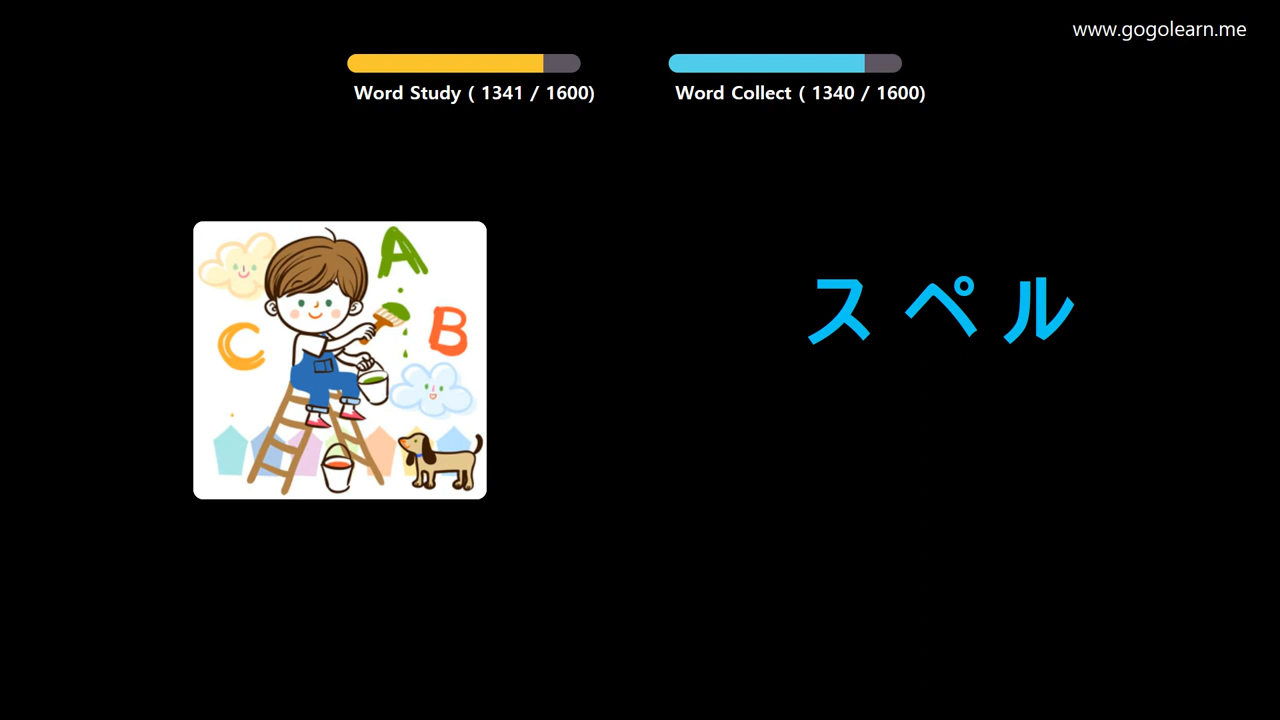 www.gogolearn.me
Word Study ( 1341 / 1600)
Word Collect ( 1340 / 1600)
A
B
C
スペル